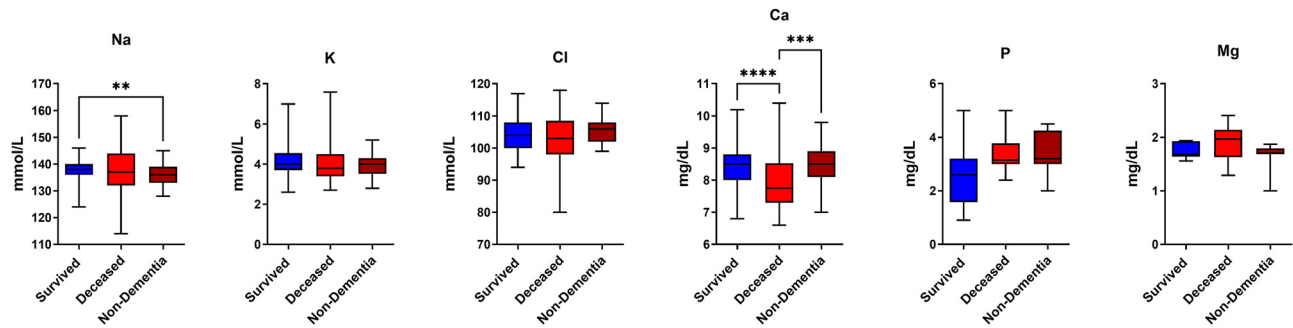 Na
mmol/L
170
160
150
140
130
120
110
**
Survived
Deceased
Non-Dementia
K
mmol/L
8
6
4
2
0
Survived
Deceased
Non-Dementia
Cl
mmol/L
120
110
100
90
80
70
Survived
Deceased
Non-Dementia
Ca
mg/dL
11
10
9
8
7
6
****
***
Survived
Deceased
Non-Dementia
P
mg/dL
6
4
2
0
Survived
Deceased
Non-Dementia
Mg
mg/dL
3
2
1
0
Survived
Deceased
Non-Dementia